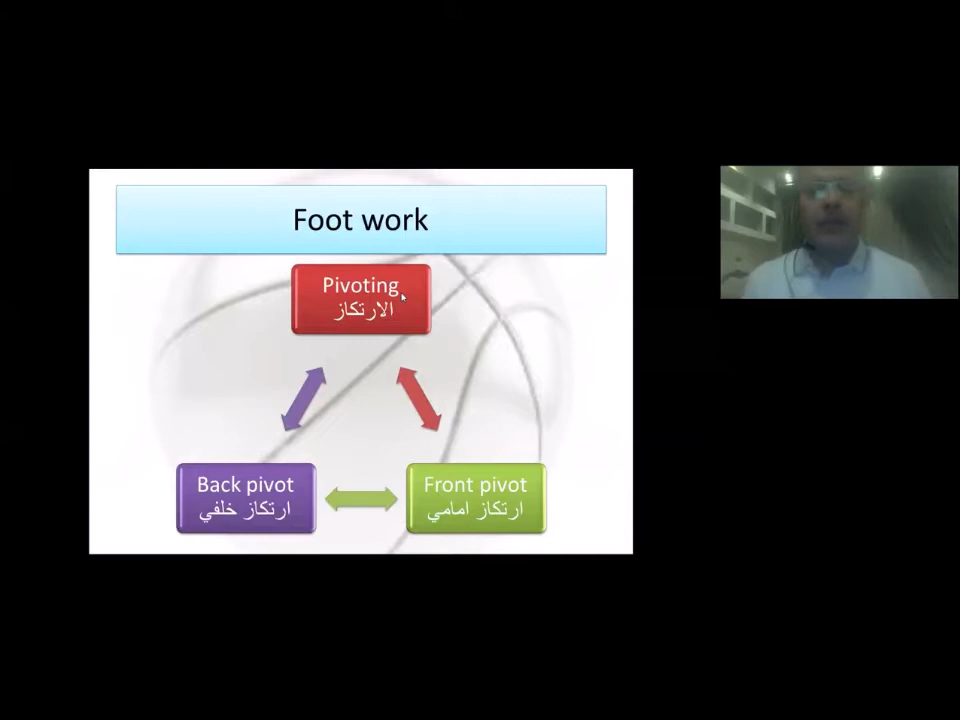 Foot work
Pivoting
الارتكاز
Back pivot
ارتكاز خلفي
Front pivot
ارتكاز امامي